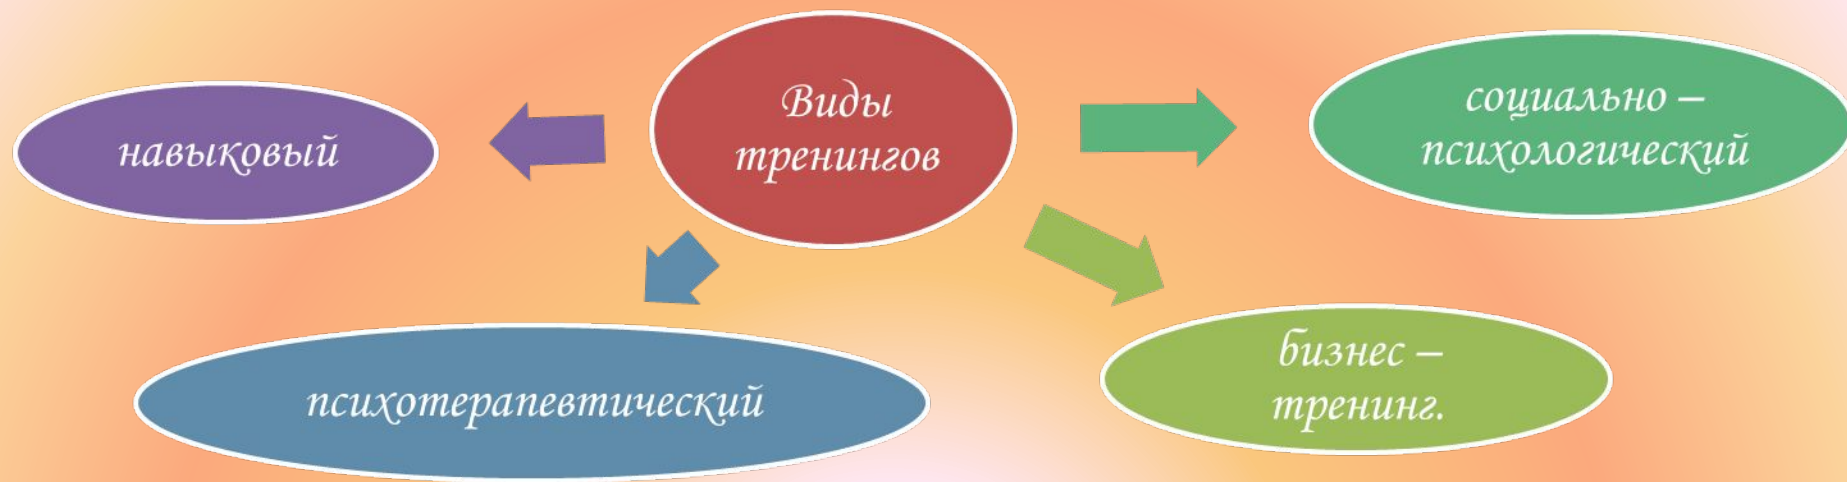 Виды
тренингов
навыковый
социально –
психологический
психотерапевтический
бизнес –
тренинг.